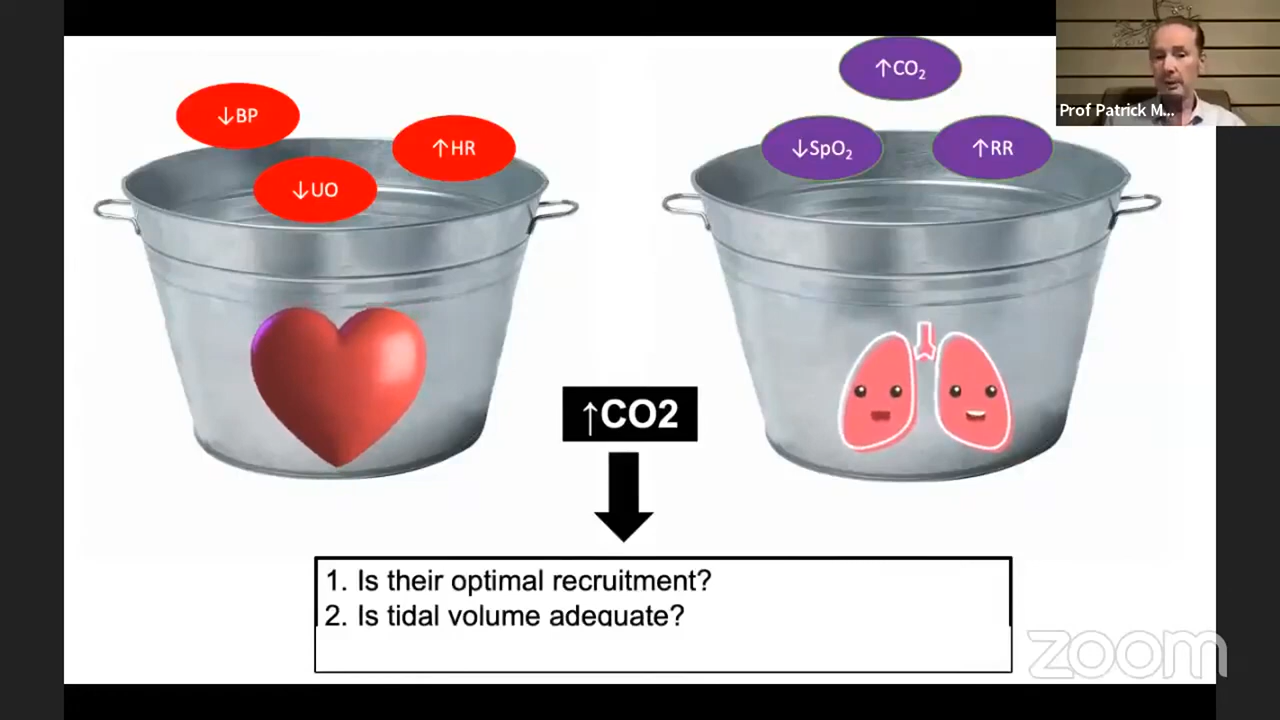 ↑CO₂
Prof Patrick M...
↓BP
↑HR
↓SpO₂
↑RR
↓UO
↑CO2
1. Is their optimal recruitment?
2. Is tidal volume adequate?
zoom